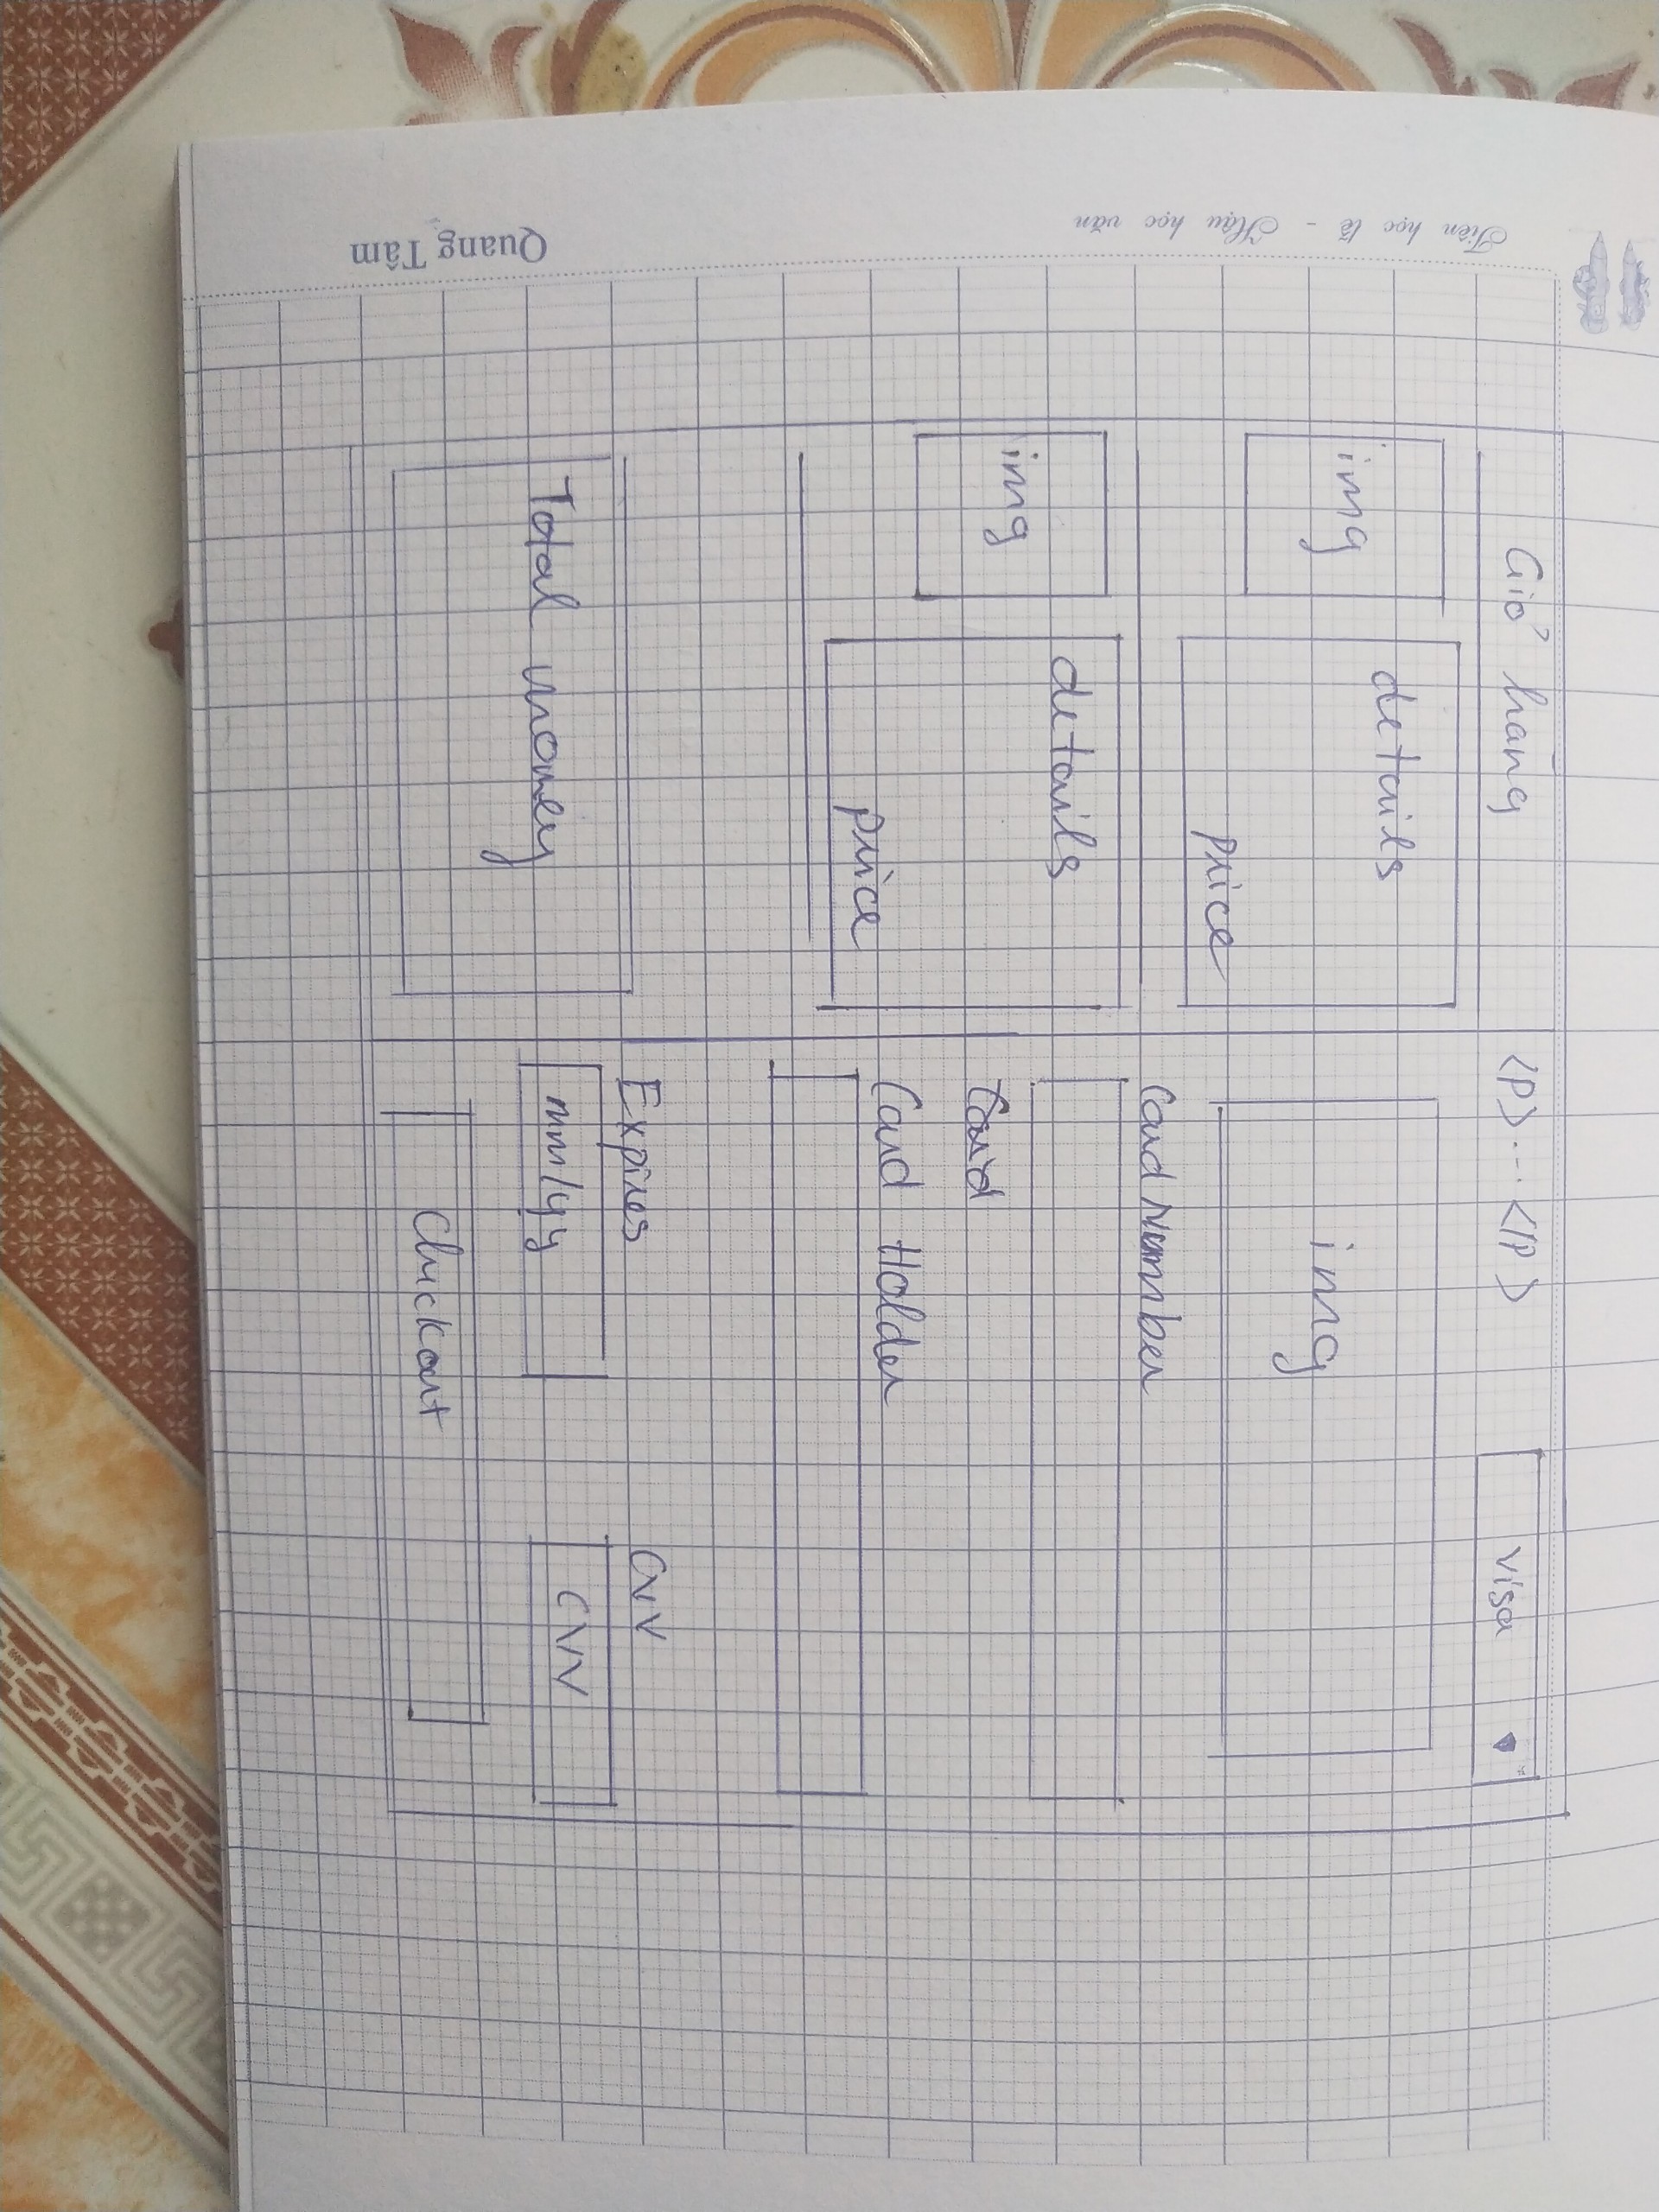 Giỏ hàng
<P>...</P>
Visa
img
details
price
img
details
price
Total money
img
Card Number
Card
Card Holder
Expires
CVV
mm/yy
CVV
Checkout
Tiên học lễ - Hậu học văn
Quang Tâm